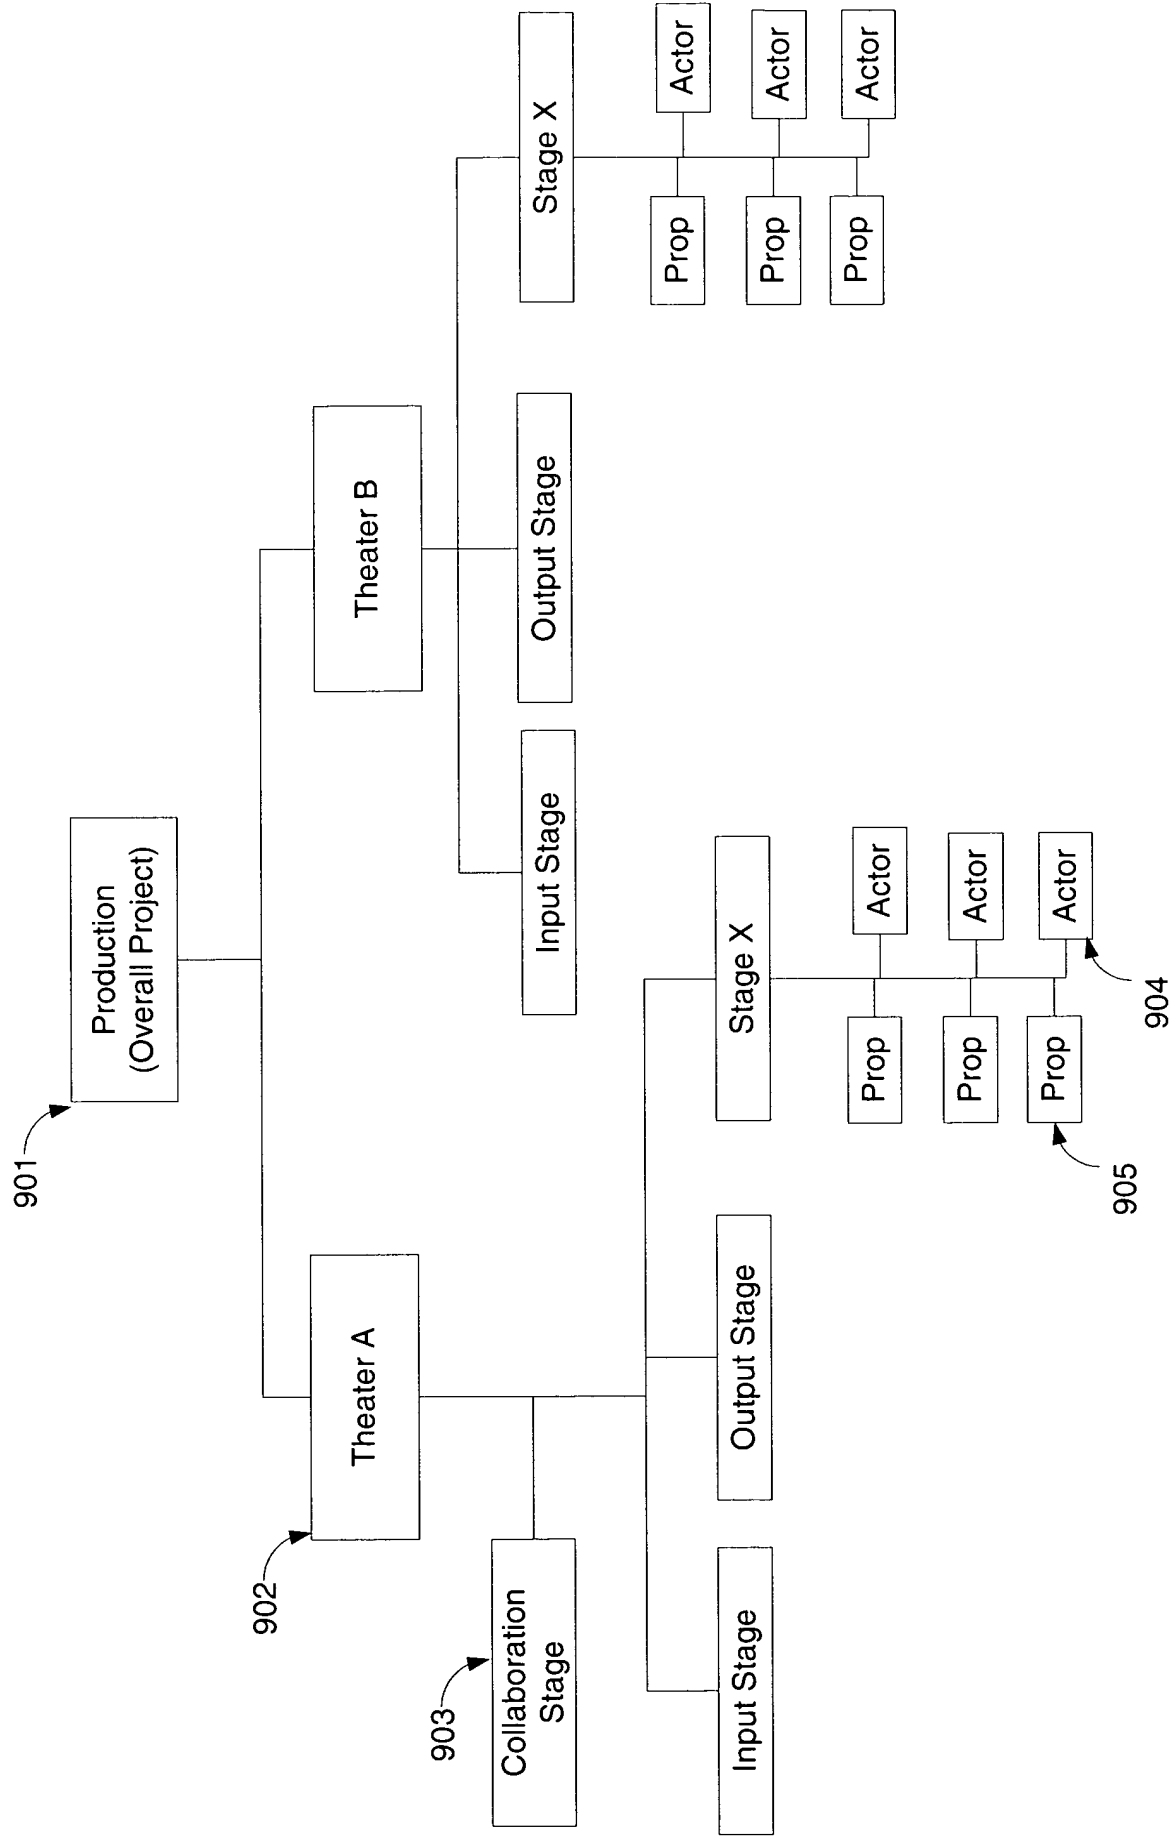 901
Production
(Overall Project)
902
Theater A
Theater B
903
Collaboration
Stage
Input Stage
Output Stage
Stage X
Input Stage
Output Stage
Stage X
Prop
Actor
Prop
Actor
Prop
Actor
905
904
Prop
Actor
Prop
Actor
Prop
Actor